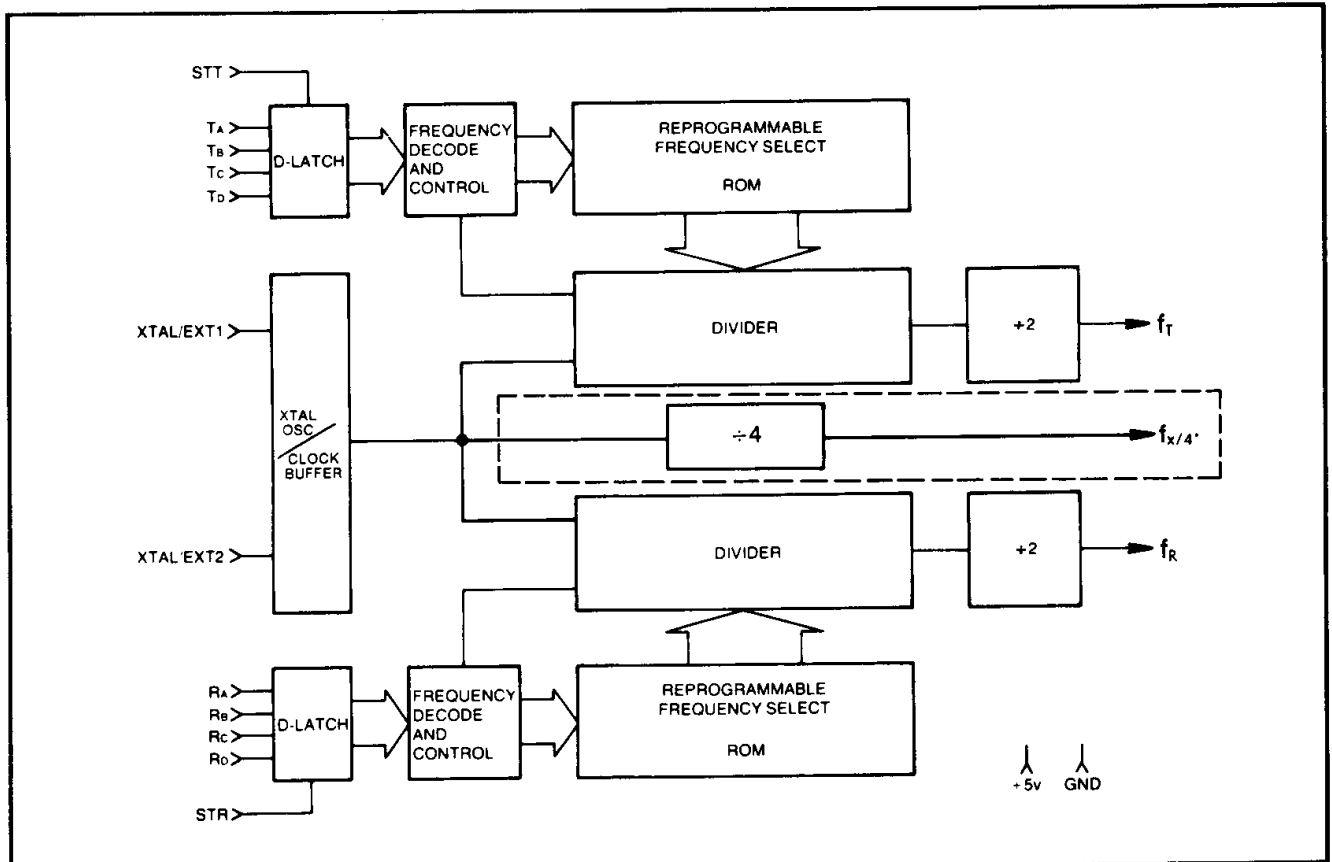 STT
TA
TB
TC
TD
D-LATCH
FREQUENCY
DECODE
AND
CONTROL
REPROGRAMMABLE
FREQUENCY SELECT
ROM
XTAL/EXT1
XTAL
OSC
CLOCK
BUFFER
XTAL/EXT2
DIVIDER
÷2
fT
÷4
fx/4*
DIVIDER
÷2
fR
RA
RB
RC
RD
D-LATCH
STR
FREQUENCY
DECODE
AND
CONTROL
REPROGRAMMABLE
FREQUENCY SELECT
ROM
+5v GND